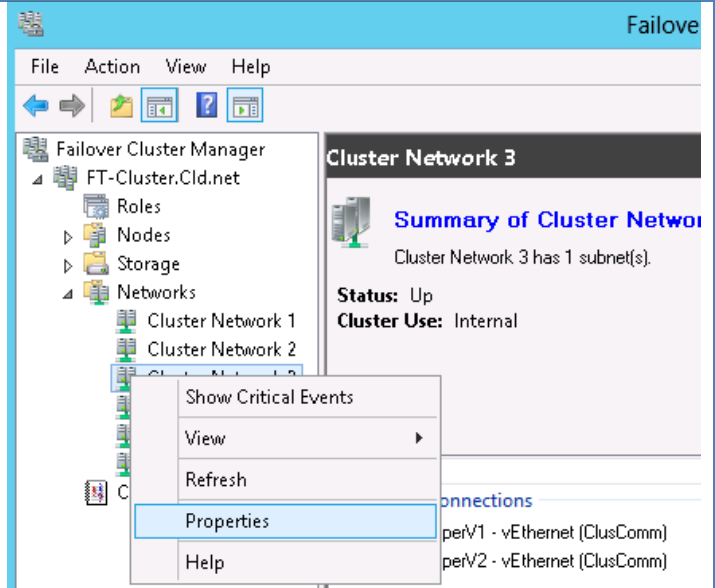 Failove
File Action View Help
Failover Cluster Manager
FT-Cluster.Cld.net
Roles
Nodes
Storage
Networks
Cluster Network 1
Cluster Network 2
C
Cluster Network 3
Summary of Cluster Networ
Cluster Network 3 has 1 subnet(s).
Status: Up
Cluster Use: Internal
Show Critical Events
View
Refresh
Properties
Help
onnections
perV1 - vEthernet (ClusComm)
perV2 - vEthernet (ClusComm)